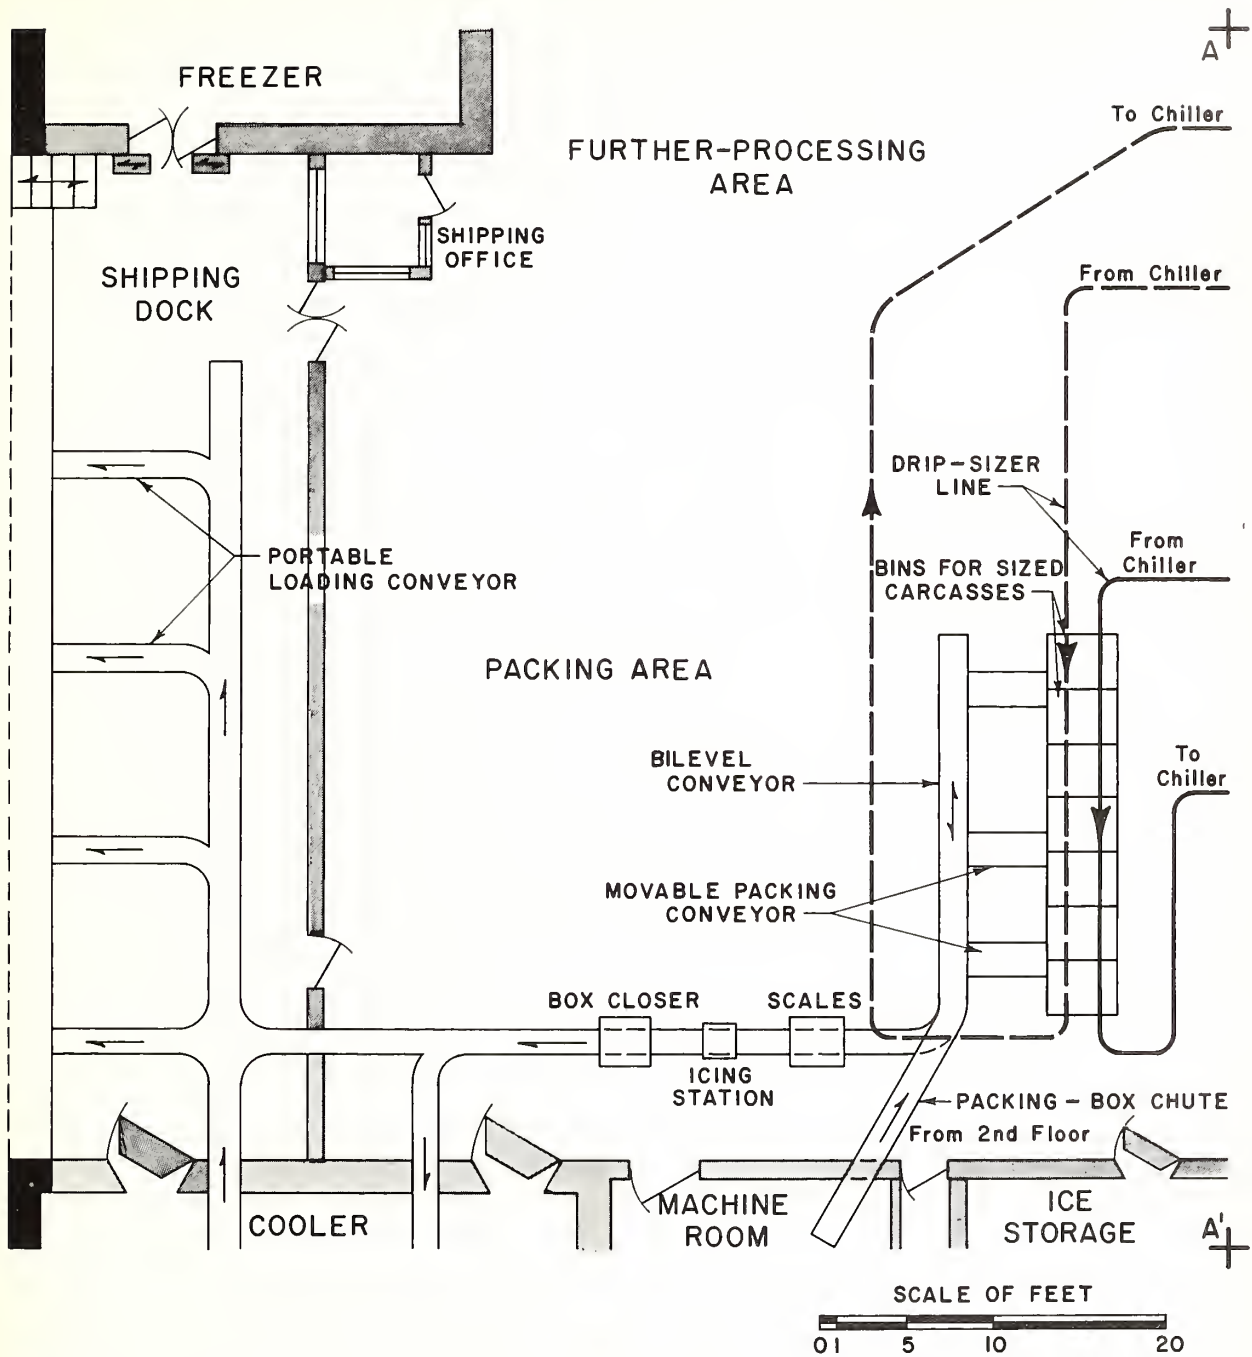 A
FREEZER
To Chiller
FURTHER-PROCESSING
AREA
SHIPPING
OFFICE
SHIPPING
DOCK
From Chiller
DRIP-SIZER
LINE
From
Chiller
PORTABLE
LOADING CONVEYOR
BINS FOR SIZED
CARCASSES
PACKING AREA
BILEVEL
CONVEYOR
To
Chiller
MOVABLE PACKING
CONVEYOR
BOX CLOSER
SCALES
ICING
STATION
PACKING-BOX CHUTE
From 2nd Floor
COOLER
MACHINE
ROOM
ICE
STORAGE
A'
SCALE OF FEET
0 1 5 10 20